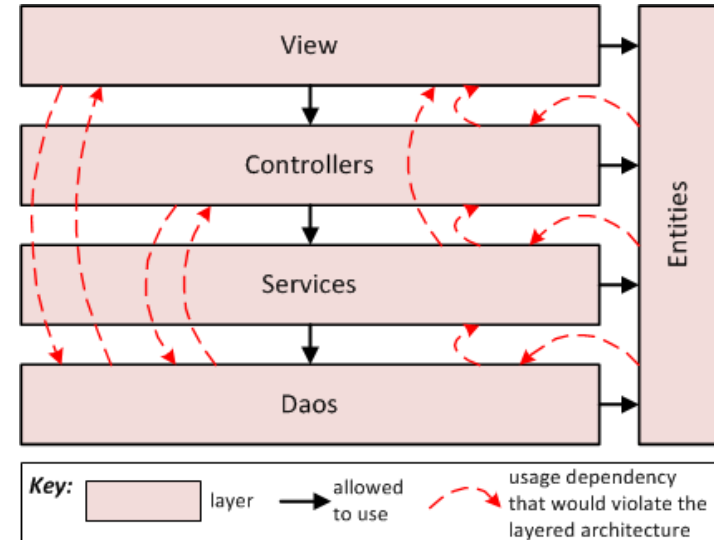 View
Controllers
Services
Daos
Entities
Key:
layer
allowed
to use
usage dependency
that would violate the
layered architecture